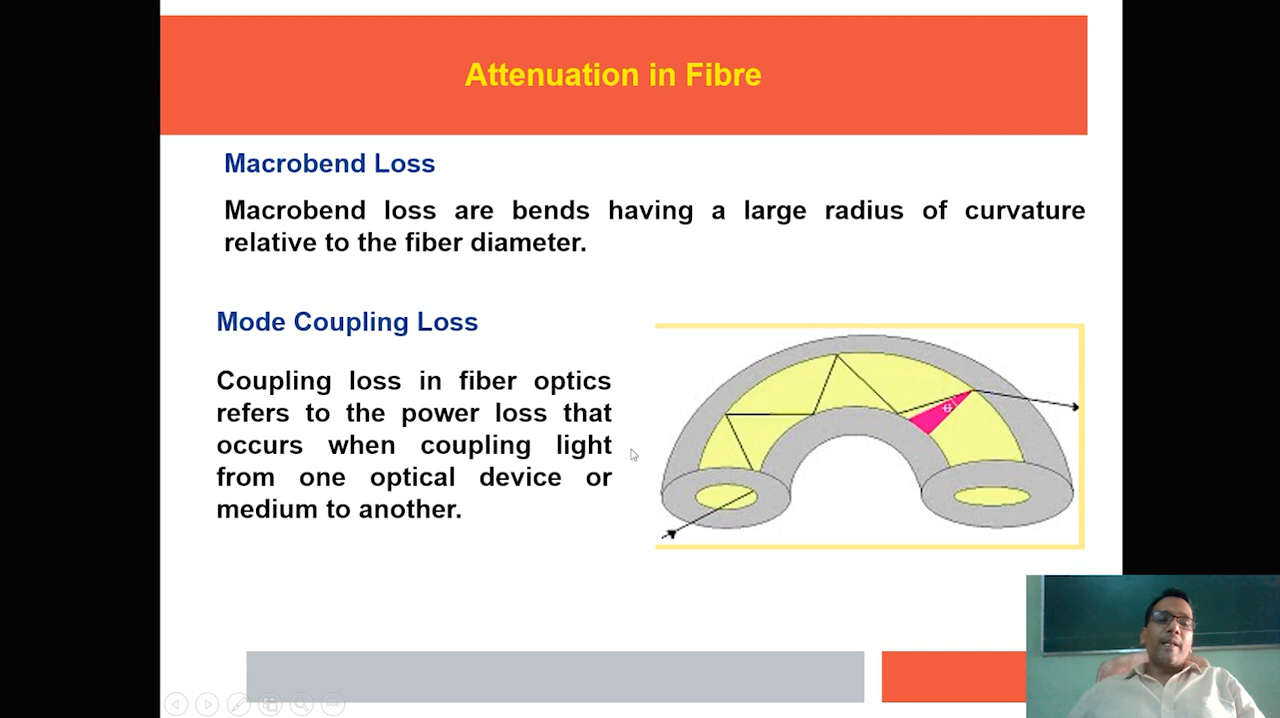 Attenuation in Fibre
Macrobend Loss
Macrobend loss are bends having a large radius of curvature
relative to the fiber diameter.
Mode Coupling Loss
Coupling loss in fiber optics
refers to the power loss that
occurs when coupling light
from one optical device or
medium to another.
θ